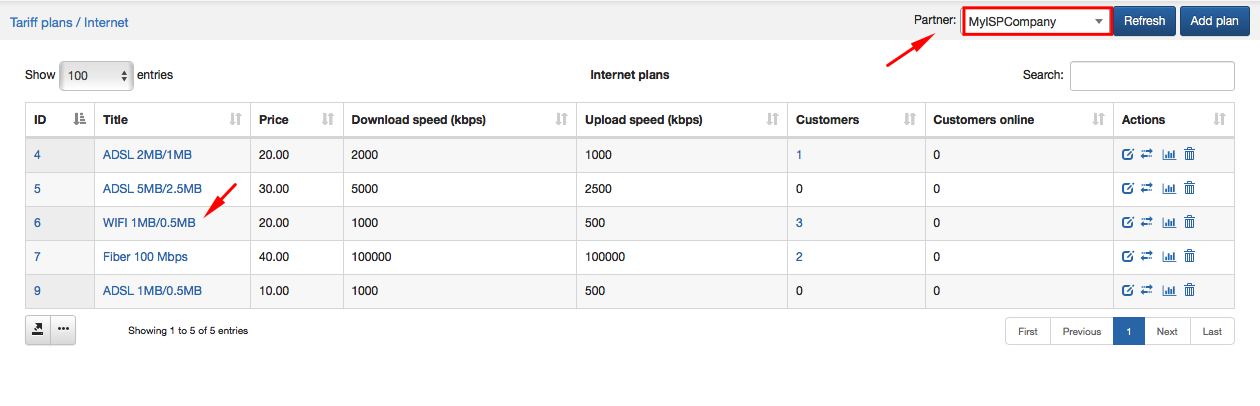 Tariff plans / Internet Partner: MyISPCompany Refresh Add plan
Show 100 entries Internet plans Search:
ID Title Price Download speed (kbps) Upload speed (kbps) Customers Customers online Actions
4 ADSL 2MB/1MB 20.00 2000 1000 1 0
5 ADSL 5MB/2.5MB 30.00 5000 2500 0 0
6 WIFI 1MB/0.5MB 20.00 1000 500 3 0
7 Fiber 100 Mbps 40.00 100000 100000 2 0
9 ADSL 1MB/0.5MB 10.00 1000 500 0 0
Showing 1 to 5 of 5 entries First Previous 1 Next Last